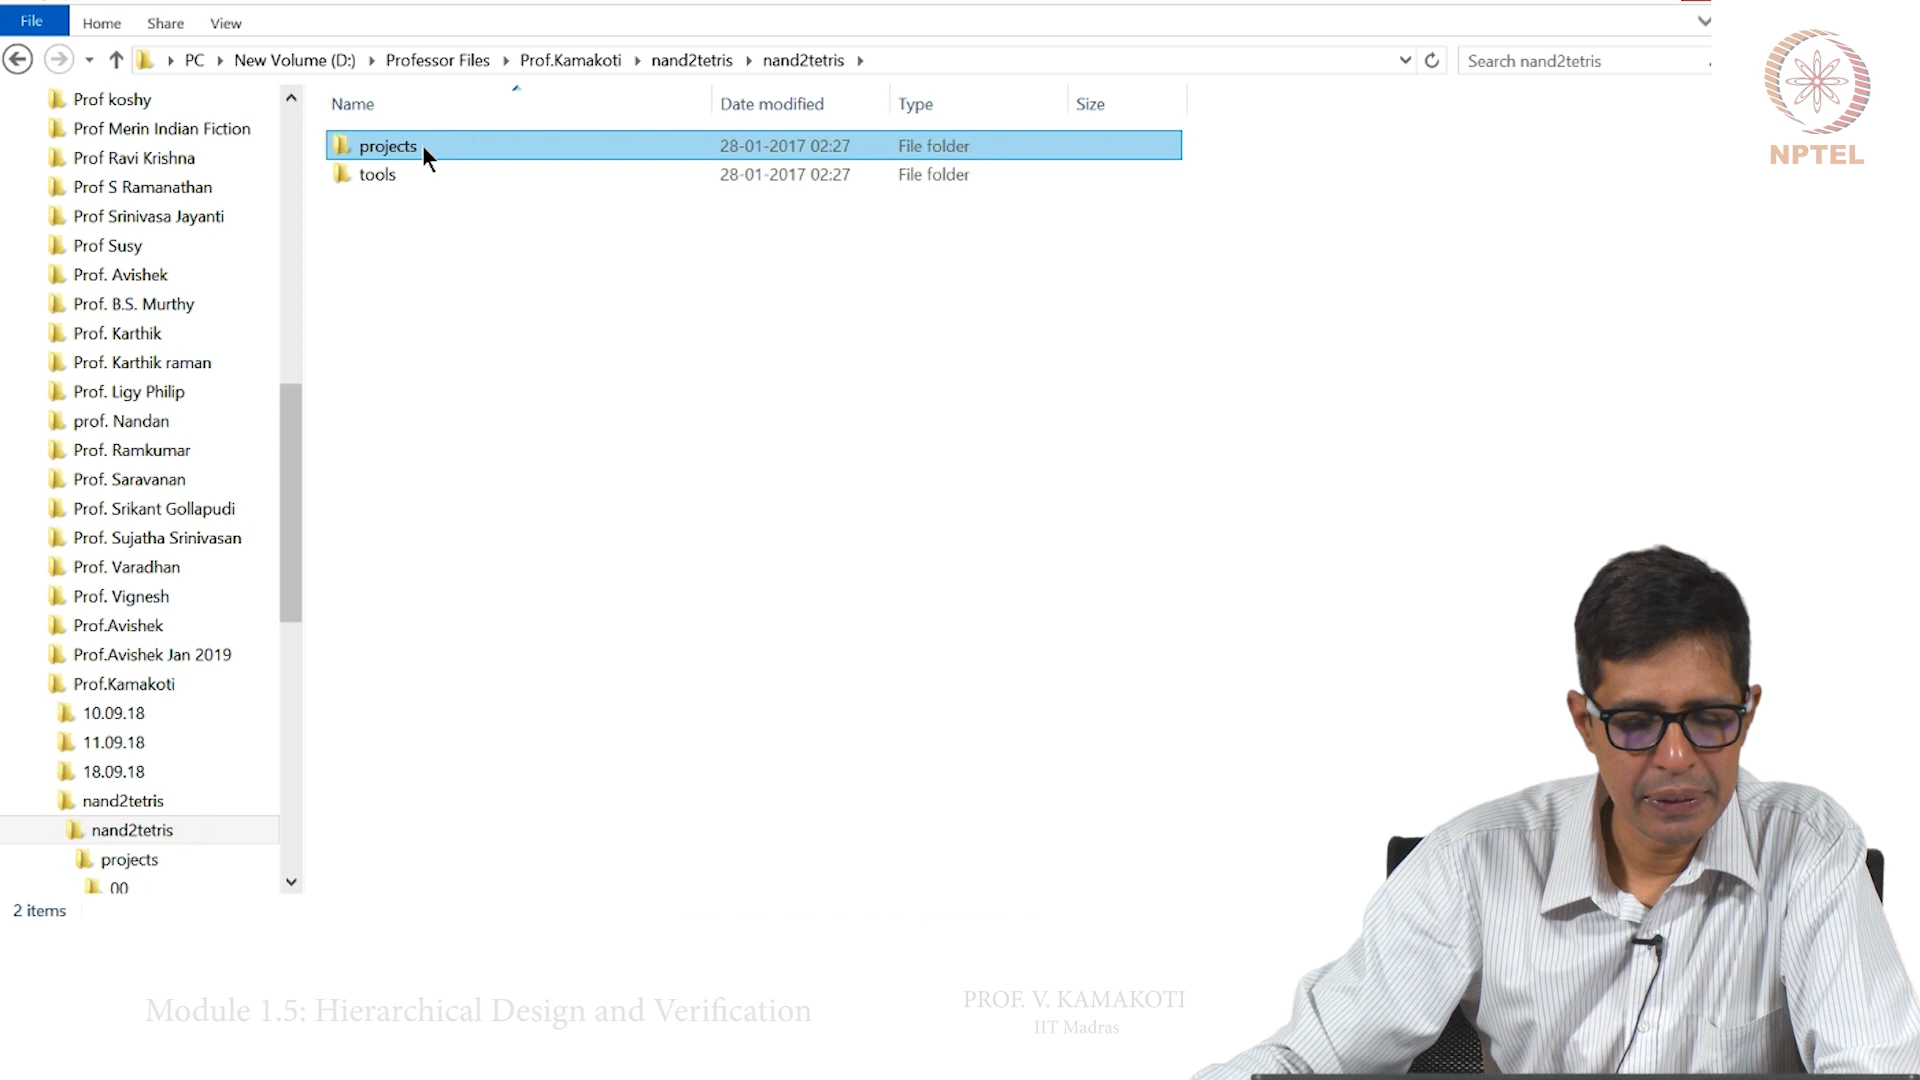 File Home Share View
PC New Volume (D:) Professor Files Prof.Kamakoti nand2tetris nand2tetris Search nand2tetris
NPTEL
Name Date modified Type Size
projects 28-01-2017 02:27 File folder
tools 28-01-2017 02:27 File folder
Prof koshy
Prof Merin Indian Fiction
Prof Ravi Krishna
Prof S Ramanathan
Prof Srinivasa Jayanti
Prof Susy
Prof. Avishek
Prof. B.S. Murthy
Prof. Karthik
Prof. Karthik raman
Prof. Ligy Philip
prof. Nandan
Prof. Ramkumar
Prof. Saravanan
Prof. Srikant Gollapudi
Prof. Sujatha Srinivasan
Prof. Varadhan
Prof. Vignesh
Prof.Avishek
Prof.Avishek Jan 2019
Prof.Kamakoti
10.09.18
11.09.18
18.09.18
nand2tetris
nand2tetris
projects
00
2 items
Module 1.5: Hierarchical Design and Verification
PROF. V. KAMAKOTI
IIT Madras